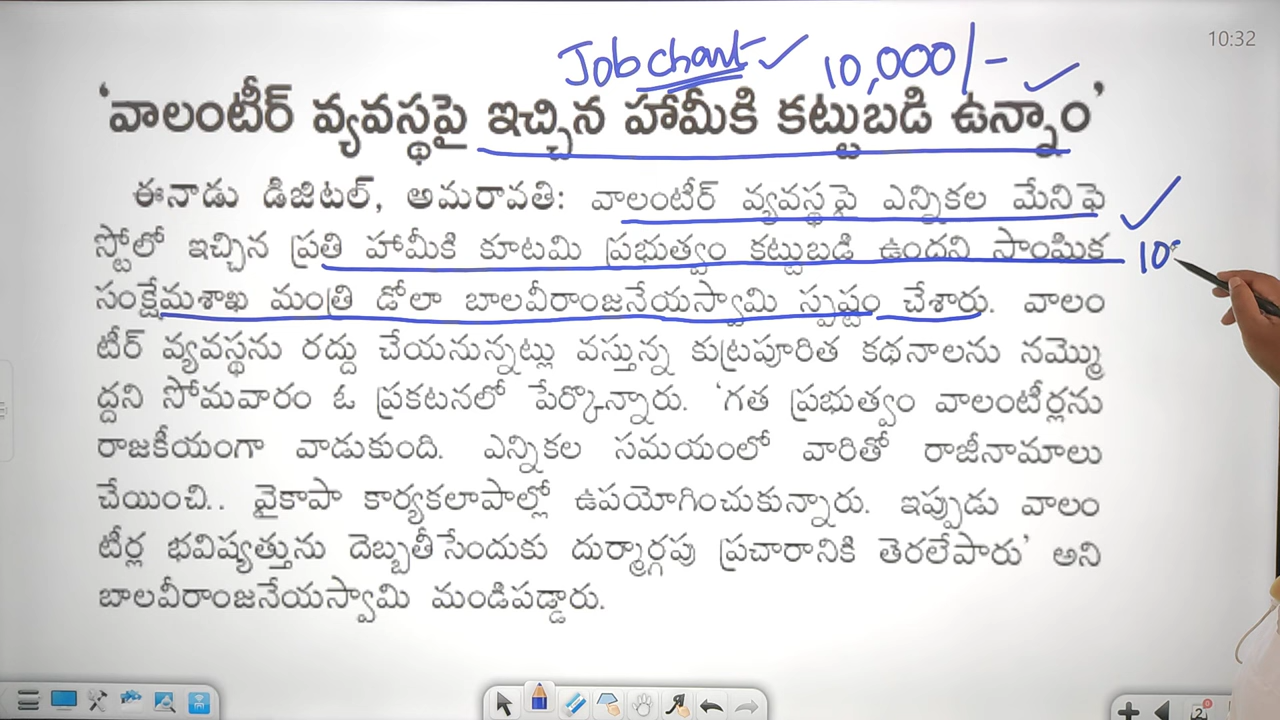 10:32
Job chart ✓ 10,000/- ✓
‘వాలంటీర్ వ్యవస్థపై ఇచ్చిన హామీకి కట్టుబడి ఉన్నాం’
ఈనాడు డిజిటల్, అమరావతి: వాలంటీర్ వ్యవస్థపై ఎన్నికల మేనిఫె
స్టోలో ఇచ్చిన ప్రతి హామీకి కూటమి ప్రభుత్వం కట్టుబడి ఉందని సాంఘిక
సంక్షేమశాఖ మంత్రి డోలా బాలవీరాంజనేయస్వామి స్పష్టం చేశారు. వాలం
టీర్ వ్యవస్థను రద్దు చేయనున్నట్లు వస్తున్న కుట్రపూరిత కథనాలను నమ్మొ
ద్దని సోమవారం ఓ ప్రకటనలో పేర్కొన్నారు. ‘గత ప్రభుత్వం వాలంటీర్లను
రాజకీయంగా వాడుకుంది. ఎన్నికల సమయంలో వారితో రాజీనామాలు
చేయించి.. వైకాపా కార్యకలాపాల్లో ఉపయోగించుకున్నారు. ఇప్పుడు వాలం
టీర్ల భవిష్యత్తును దెబ్బతీసేందుకు దుర్మార్గపు ప్రచారానికి తెరలేపారు’ అని
బాలవీరాంజనేయస్వామి మండిపడ్డారు.
2